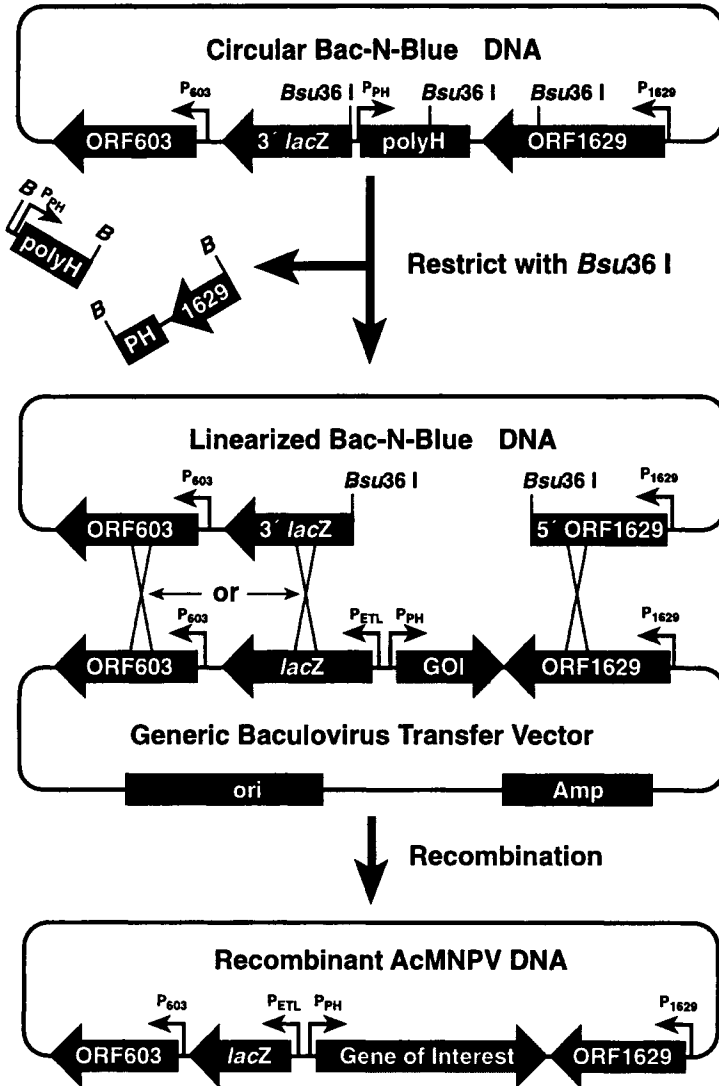 Circular Bac-N-Blue DNA
P603
Bsu36 I
PPH
Bsu36 I
Bsu36 I
P1629
ORF603
3´ lacZ
polyH
ORF1629
B
PPH
polyH
B
B
PH
1629
B
Restrict with Bsu36 I
Linearized Bac-N-Blue DNA
P603
Bsu36 I
Bsu36 I
P1629
ORF603
3´ lacZ
5´ ORF1629
or
P603
PETL
PPH
P1629
ORF603
lacZ
GOI
ORF1629
Generic Baculovirus Transfer Vector
ori
Amp
Recombination
Recombinant AcMNPV DNA
P603
PETL
PPH
P1629
ORF603
lacZ
Gene of Interest
ORF1629